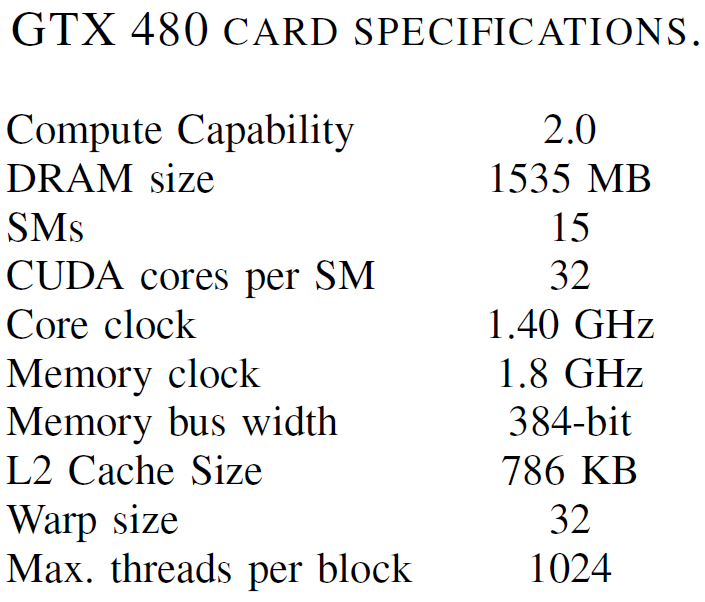 GTX 480 CARD SPECIFICATIONS.
Compute Capability 2.0
DRAM size 1535 MB
SMs 15
CUDA cores per SM 32
Core clock 1.40 GHz
Memory clock 1.8 GHz
Memory bus width 384-bit
L2 Cache Size 786 KB
Warp size 32
Max. threads per block 1024